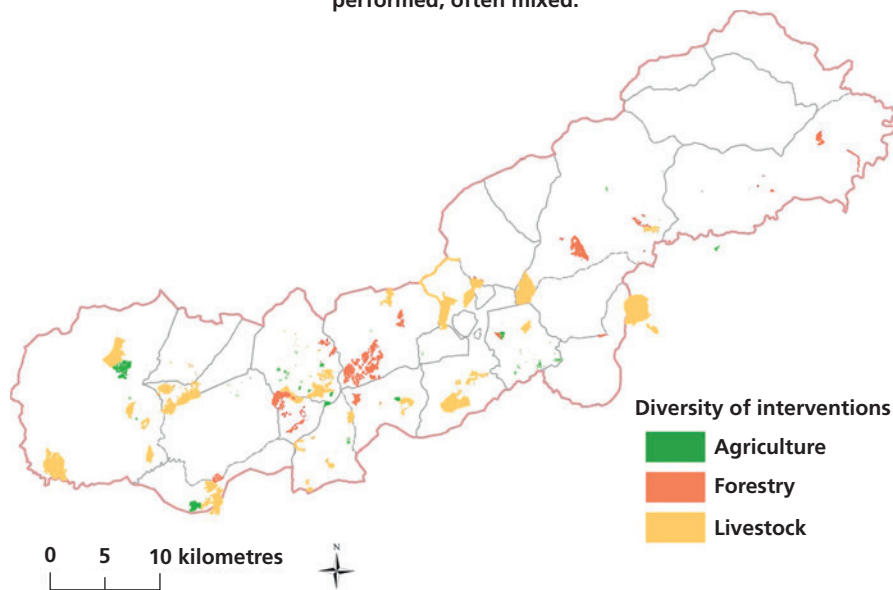 performed, often mixed.
Diversity of interventions
Agriculture
Forestry
Livestock
0 5 10 kilometres
N